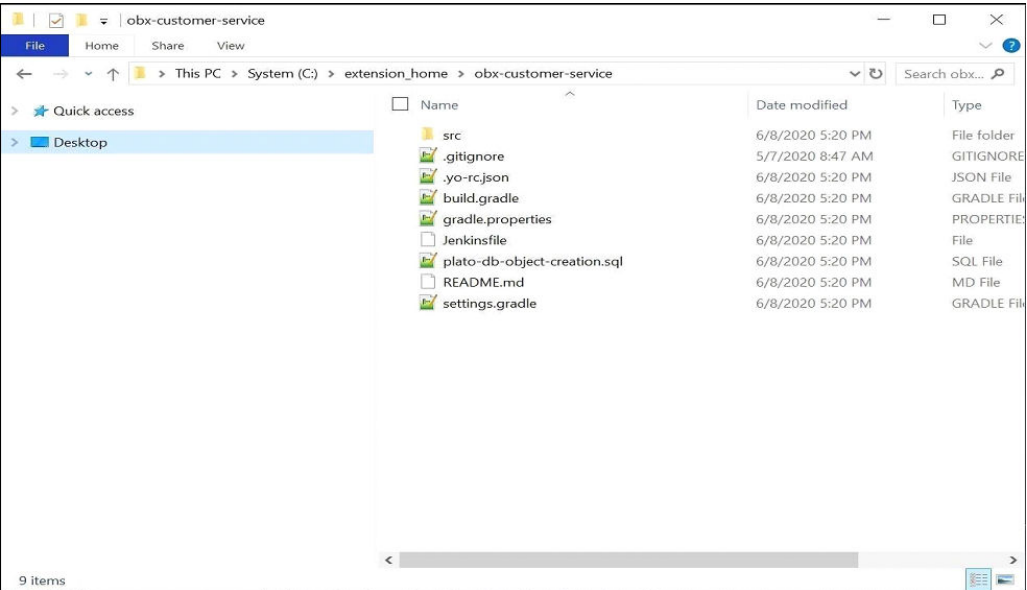 obx-customer-service
File Home Share View
This PC > System (C:) > extension_home > obx-customer-service Search obx...
Quick access
Desktop
Name Date modified Type
src 6/8/2020 5:20 PM File folder
.gitignore 5/7/2020 8:47 AM GITIGNORE
.yo-rc.json 6/8/2020 5:20 PM JSON File
build.gradle 6/8/2020 5:20 PM GRADLE Fil
gradle.properties 6/8/2020 5:20 PM PROPERTIES
Jenkinsfile 6/8/2020 5:20 PM File
plato-db-object-creation.sql 6/8/2020 5:20 PM SQL File
README.md 6/8/2020 5:20 PM MD File
settings.gradle 6/8/2020 5:20 PM GRADLE Fil
9 items